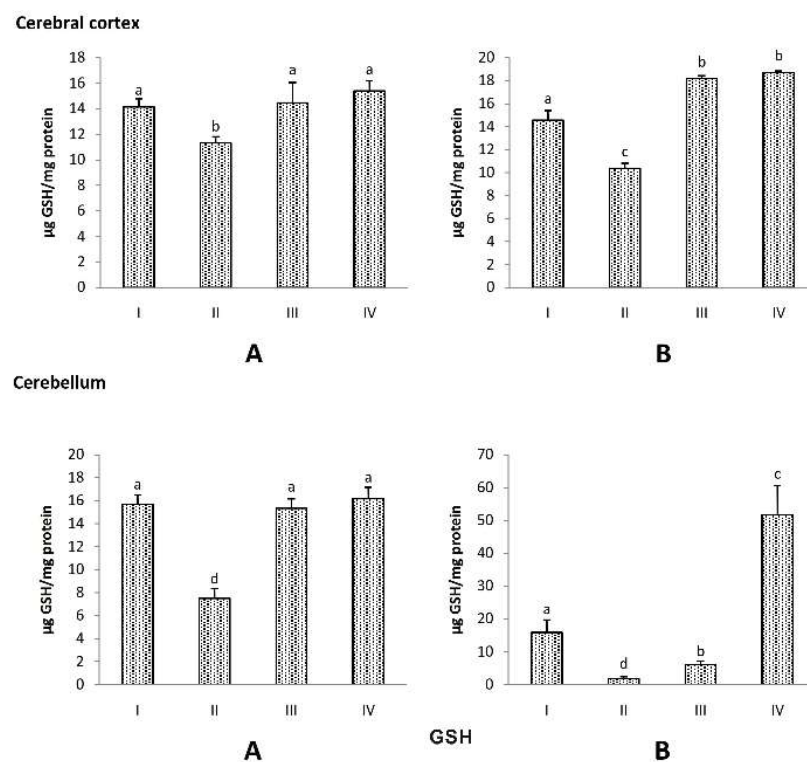 Cerebral cortex
18
16
14
12
10
8
6
4
2
0
µg GSH/mg protein
a
b
a
a
I
II
III
IV
A
20
18
16
14
12
10
8
6
4
2
0
µg GSH/mg protein
a
c
b
b
I
II
III
IV
B
Cerebellum
20
18
16
14
12
10
8
6
4
2
0
µg GSH/mg protein
a
d
a
a
I
II
III
IV
A
70
60
50
40
30
20
10
0
µg GSH/mg protein
a
d
b
c
I
II
III
IV
B
GSH